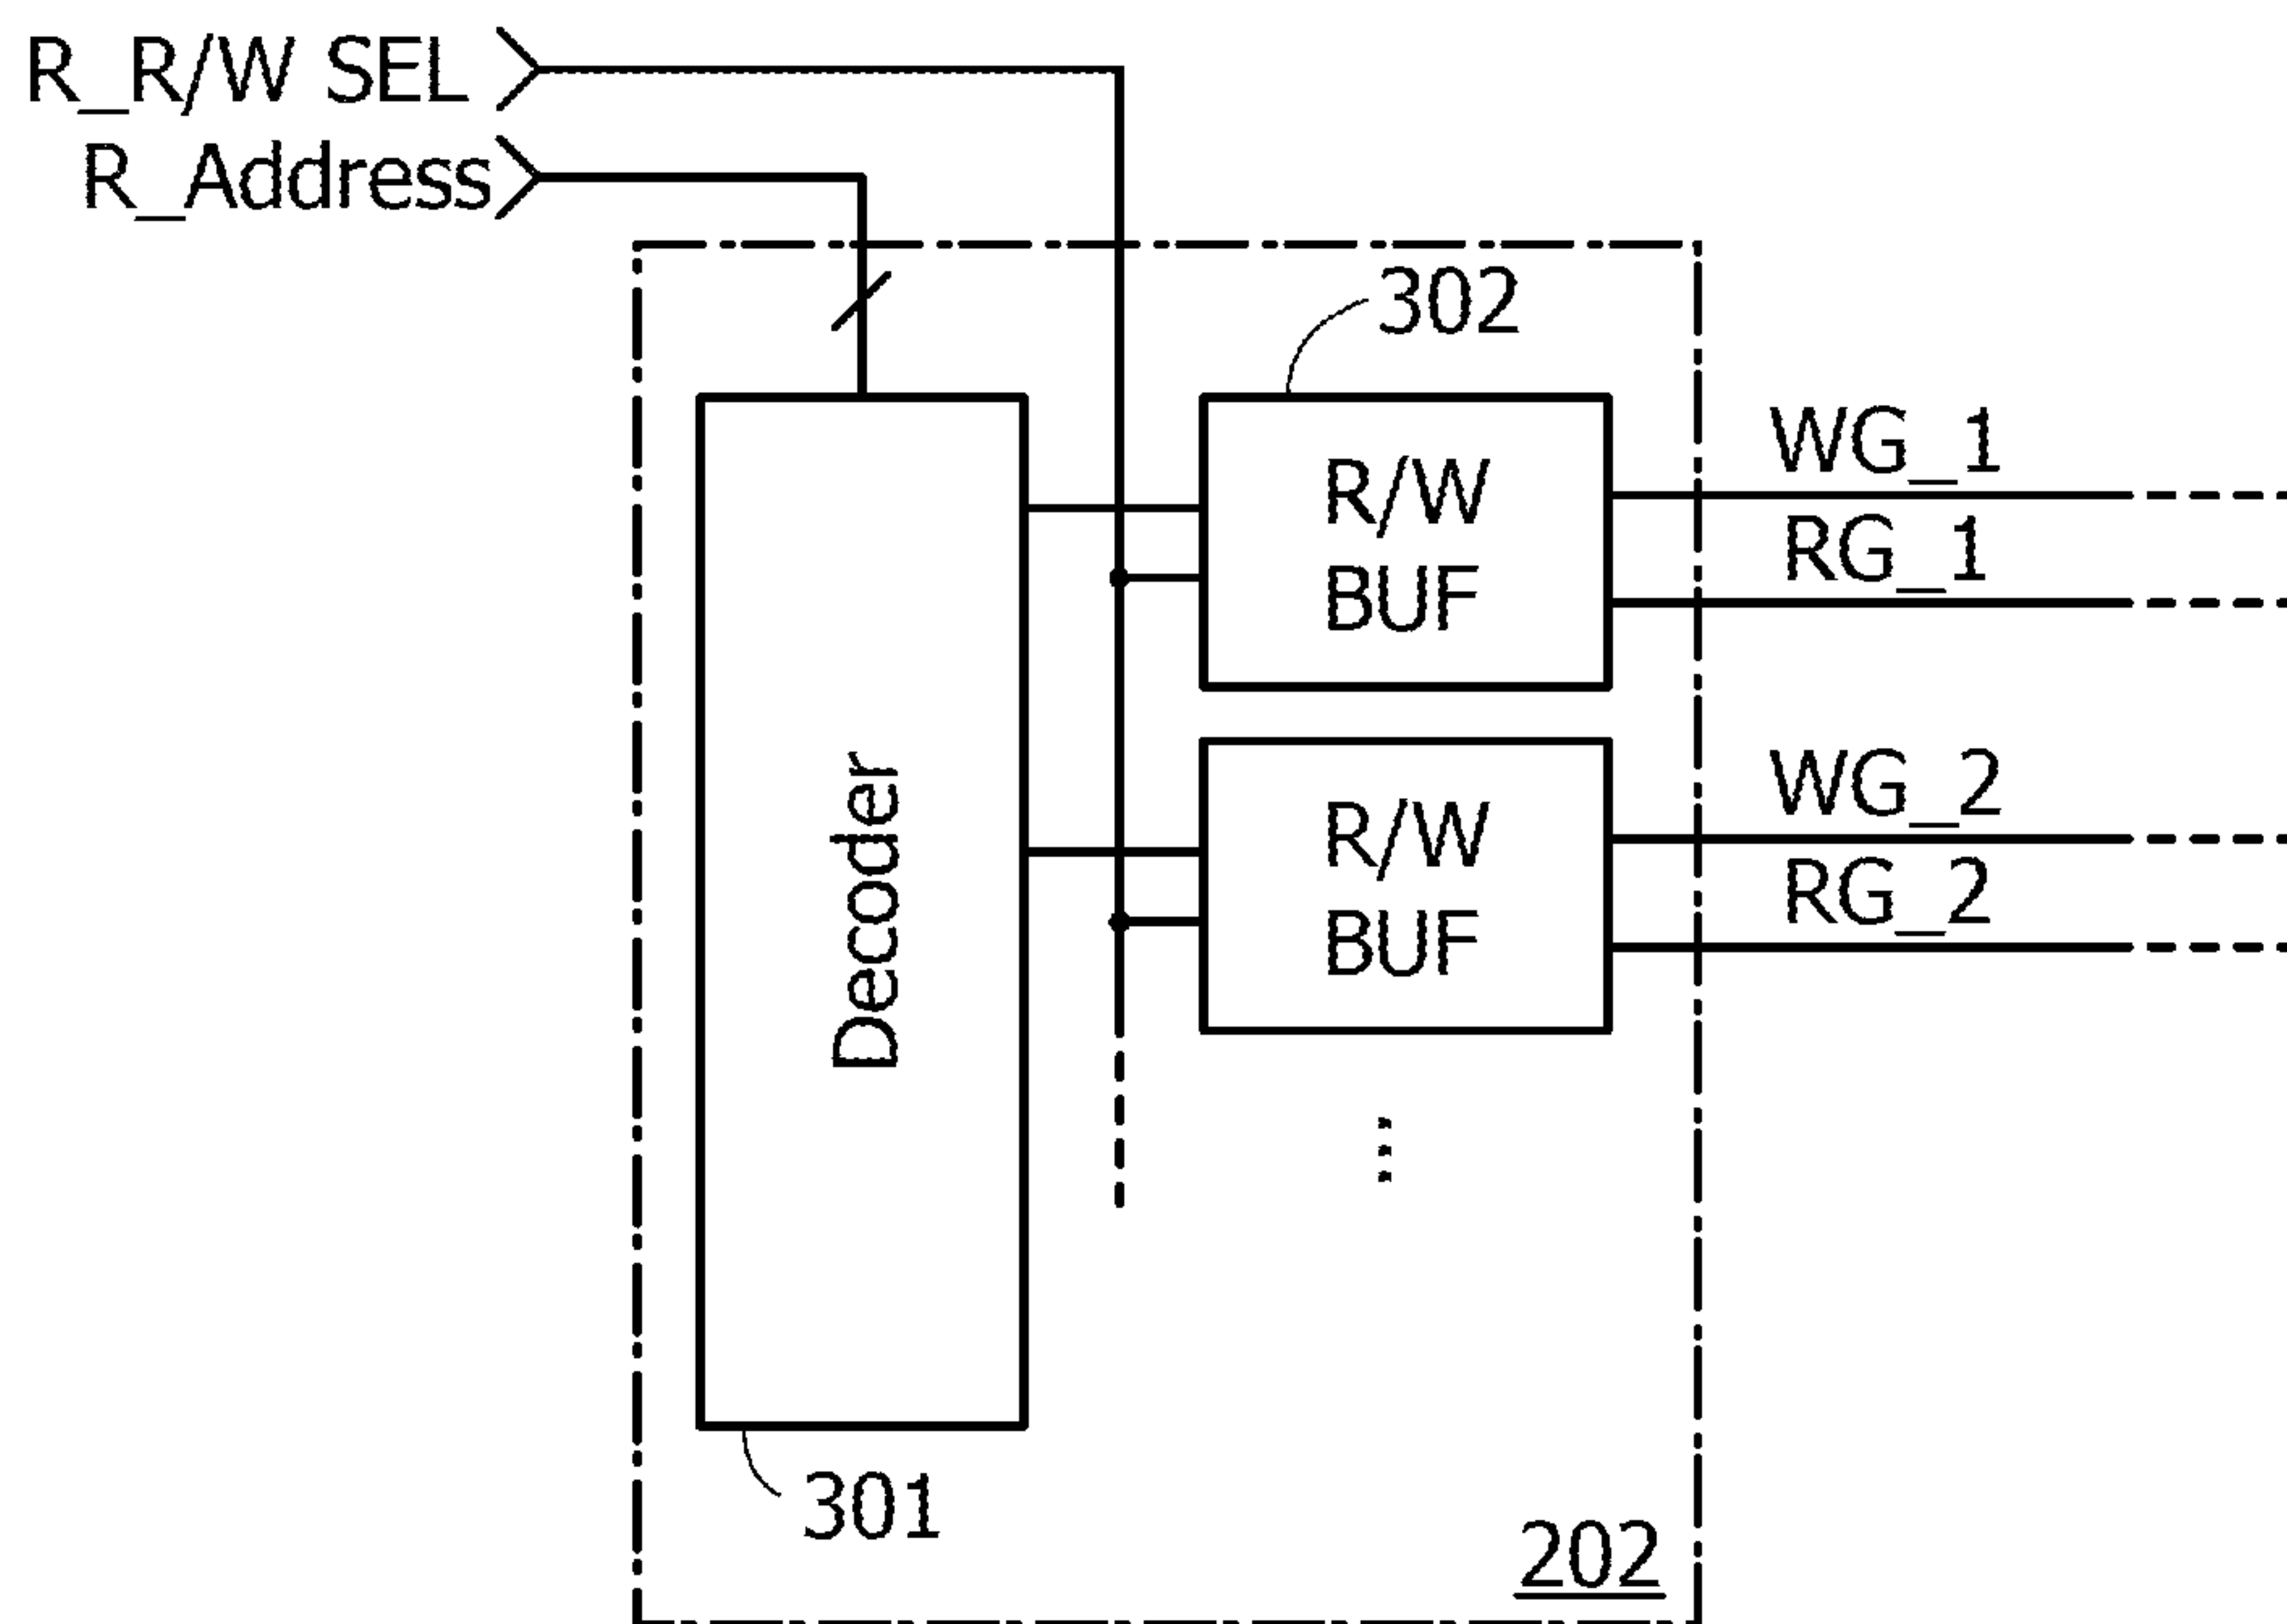 R_R/W SEL
R_Address
302
R/W
BUF
WG_1
RG_1
Decoder
R/W
BUF
WG_2
RG_2
301
202